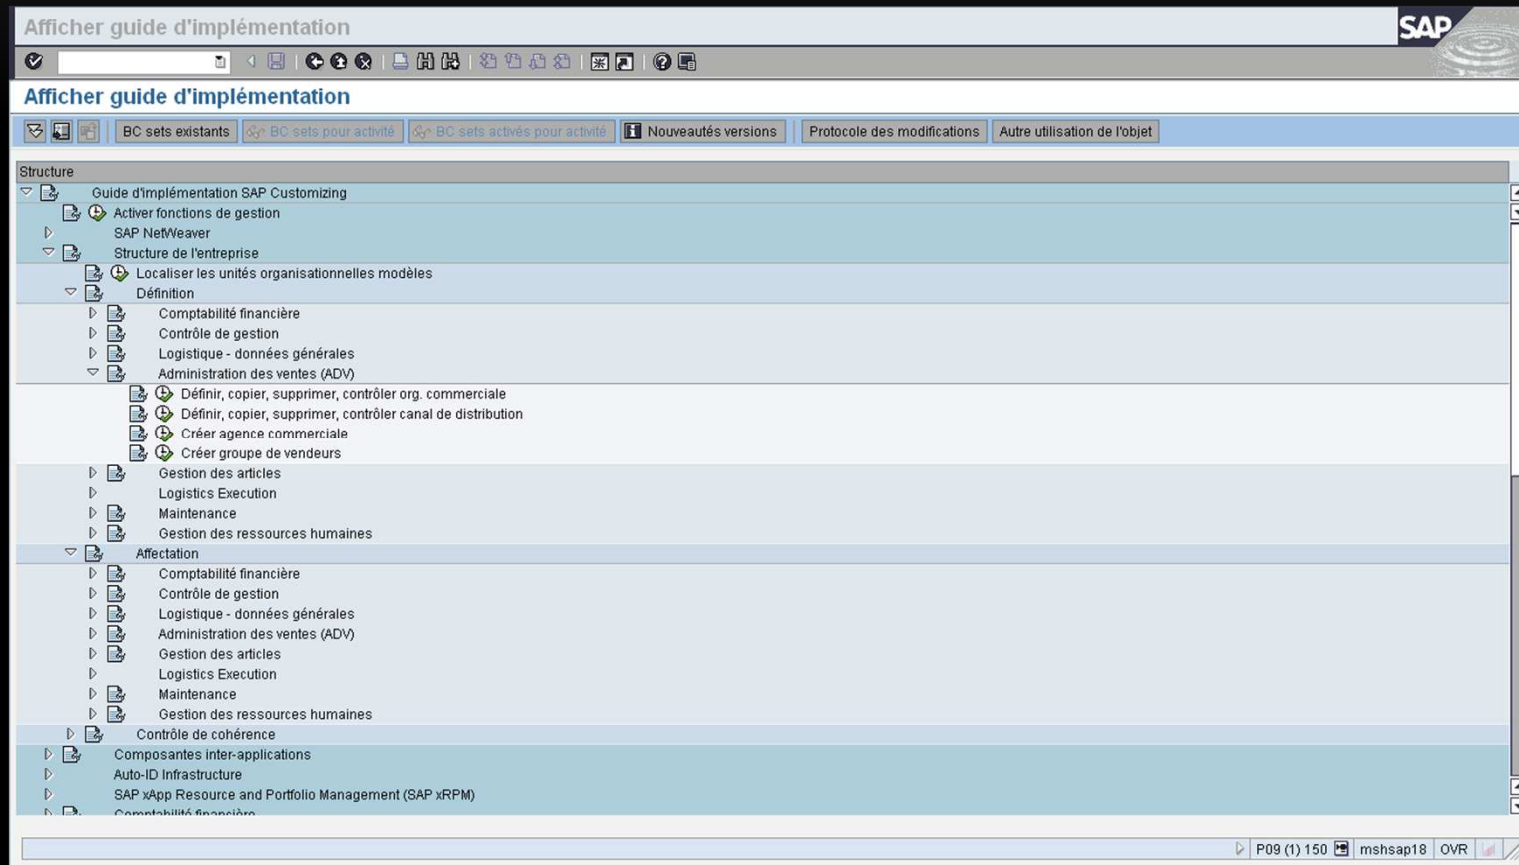 Afficher guide d'implémentation
SAP
Afficher guide d'implémentation
BC sets existants BC sets pour activité BC sets activés pour activité Nouveautés versions Protocole des modifications Autre utilisation de l'objet
Structure
Guide d'implémentation SAP Customizing
Activer fonctions de gestion
SAP NetWeaver
Structure de l'entreprise
Localiser les unités organisationnelles modèles
Définition
Comptabilité financière
Contrôle de gestion
Logistique - données générales
Administration des ventes (ADV)
Définir, copier, supprimer, contrôler org. commerciale
Définir, copier, supprimer, contrôler canal de distribution
Créer agence commerciale
Créer groupe de vendeurs
Gestion des articles
Logistics Execution
Maintenance
Gestion des ressources humaines
Affectation
Comptabilité financière
Contrôle de gestion
Logistique - données générales
Administration des ventes (ADV)
Gestion des articles
Logistics Execution
Maintenance
Gestion des ressources humaines
Contrôle de cohérence
Composantes inter-applications
Auto-ID Infrastructure
SAP xApp Resource and Portfolio Management (SAP xRPM)
Comptabilité financière
P09 (1) 150 mshsap18 OVR